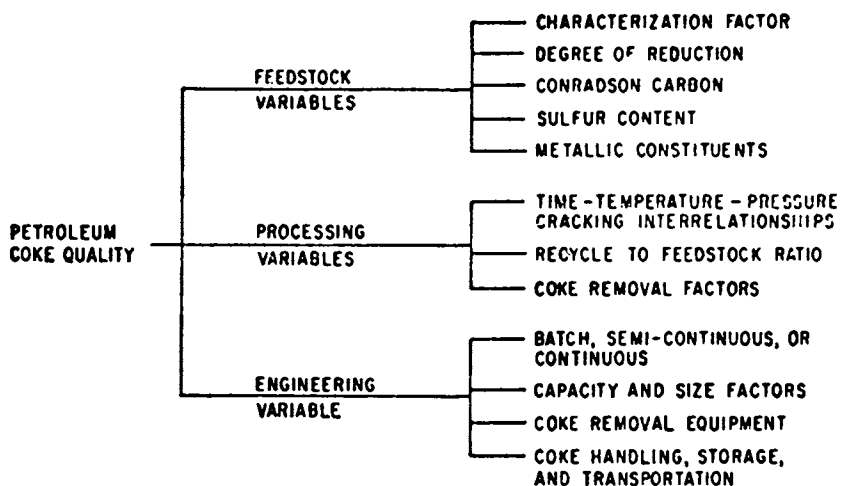 CHARACTERIZATION FACTOR
DEGREE OF REDUCTION
FEEDSTOCK
VARIABLES
CONRADSON CARBON
SULFUR CONTENT
METALLIC CONSTITUENTS
PETROLEUM
COKE QUALITY
PROCESSING
VARIABLES
TIME-TEMPERATURE-PRESSURE
CRACKING INTERRELATIONSHIPS
RECYCLE TO FEEDSTOCK RATIO
COKE REMOVAL FACTORS
ENGINEERING
VARIABLE
BATCH, SEMI-CONTINUOUS, OR
CONTINUOUS
CAPACITY AND SIZE FACTORS
COKE REMOVAL EQUIPMENT
COKE HANDLING, STORAGE,
AND TRANSPORTATION